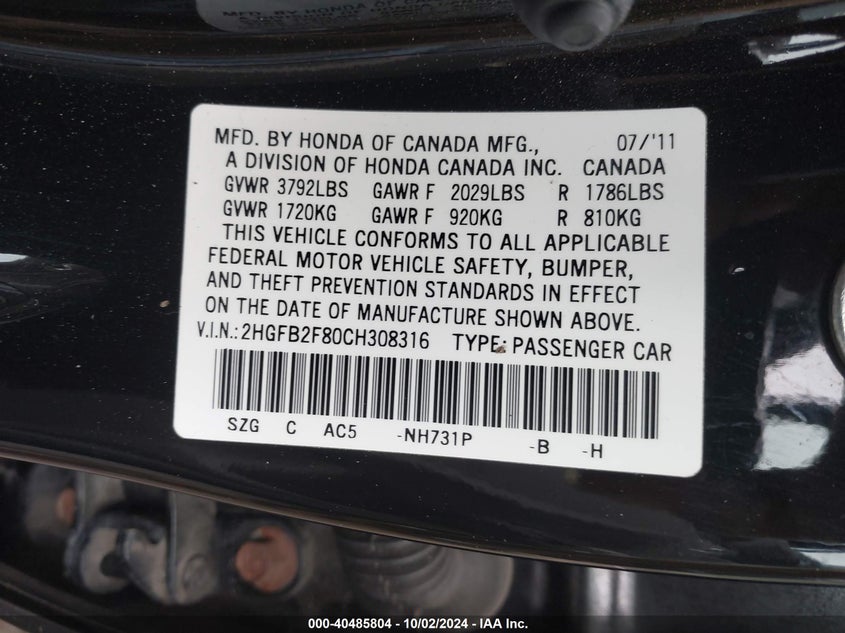 MFD. BY HONDA OF CANADA MFG., 07/'11
A DIVISION OF HONDA CANADA INC. CANADA
GVWR 3792LBS GAWR F 2029LBS R 1786LBS
GVWR 1720KG GAWR F 920KG R 810KG
THIS VEHICLE CONFORMS TO ALL APPLICABLE
FEDERAL MOTOR VEHICLE SAFETY, BUMPER,
AND THEFT PREVENTION STANDARDS IN EFFECT
ON THE DATE OF MANUFACTURE SHOWN ABOVE.
V.I.N.:2HGFB2F80CH308316 TYPE: PASSENGER CAR
SZG C AC5 -NH731P -B -H
000-40485804 - 10/02/2024 - IAA Inc.